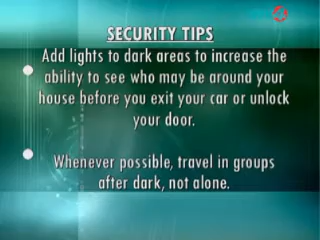 SECURITY TIPS
Add lights to dark areas to increase the
ability to see who may be around your
house before you exit your car or unlock
your door.
Whenever possible, travel in groups
after dark, not alone.